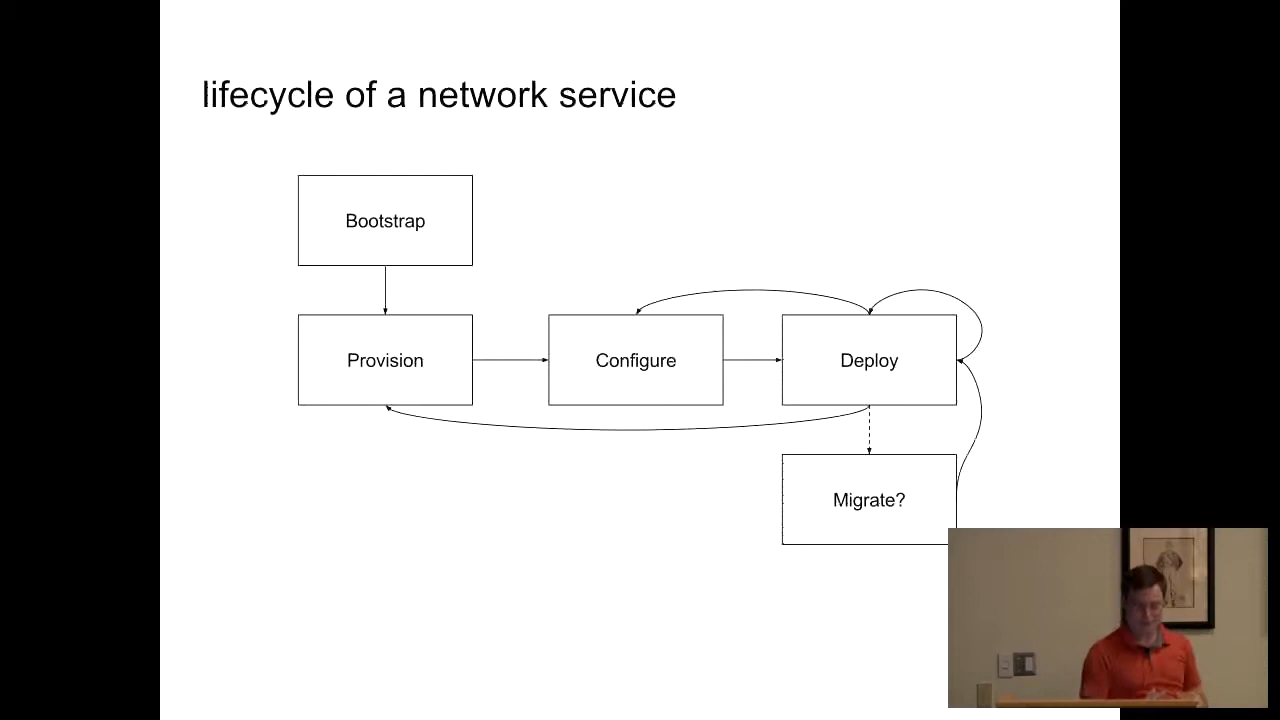 lifecycle of a network service
Bootstrap
Provision
Configure
Deploy
Migrate?